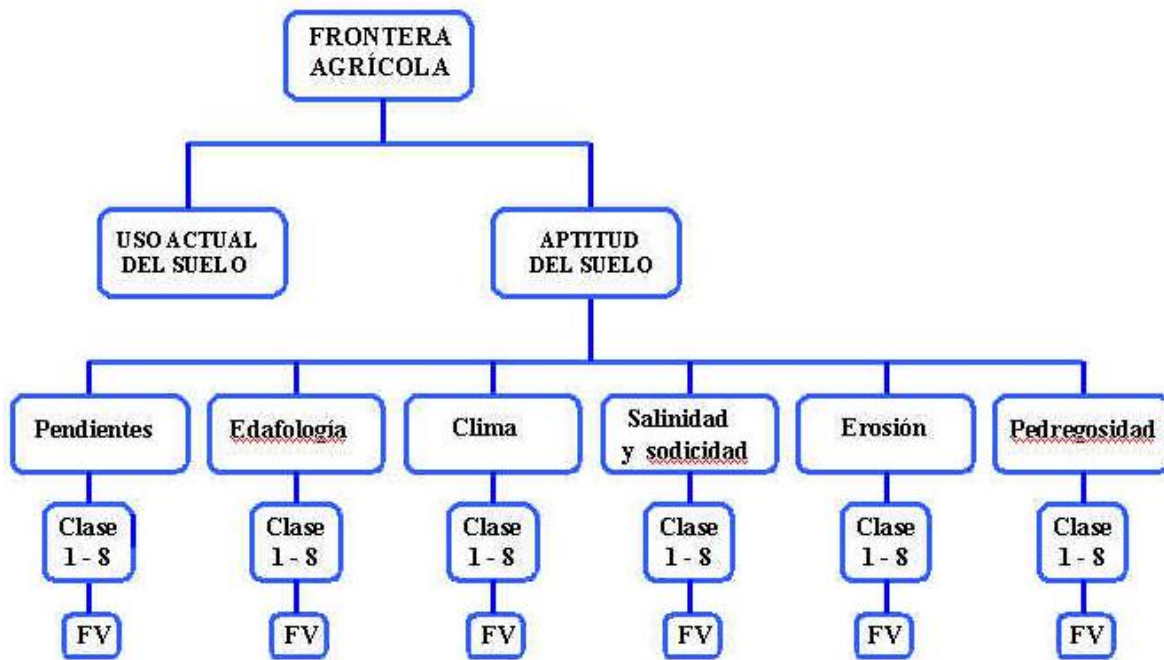 FRONTERA
AGRÍCOLA
USO ACTUAL
DEL SUELO
APTITUD
DEL SUELO
Pendientes
Edafología
Clima
Salinidad
y sodicidad
Erosión
Pedregosidad
Clase
1 - 8
Clase
1 - 8
Clase
1 - 8
Clase
1 - 8
Clase
1 - 8
Clase
1 - 8
FV
FV
FV
FV
FV
FV